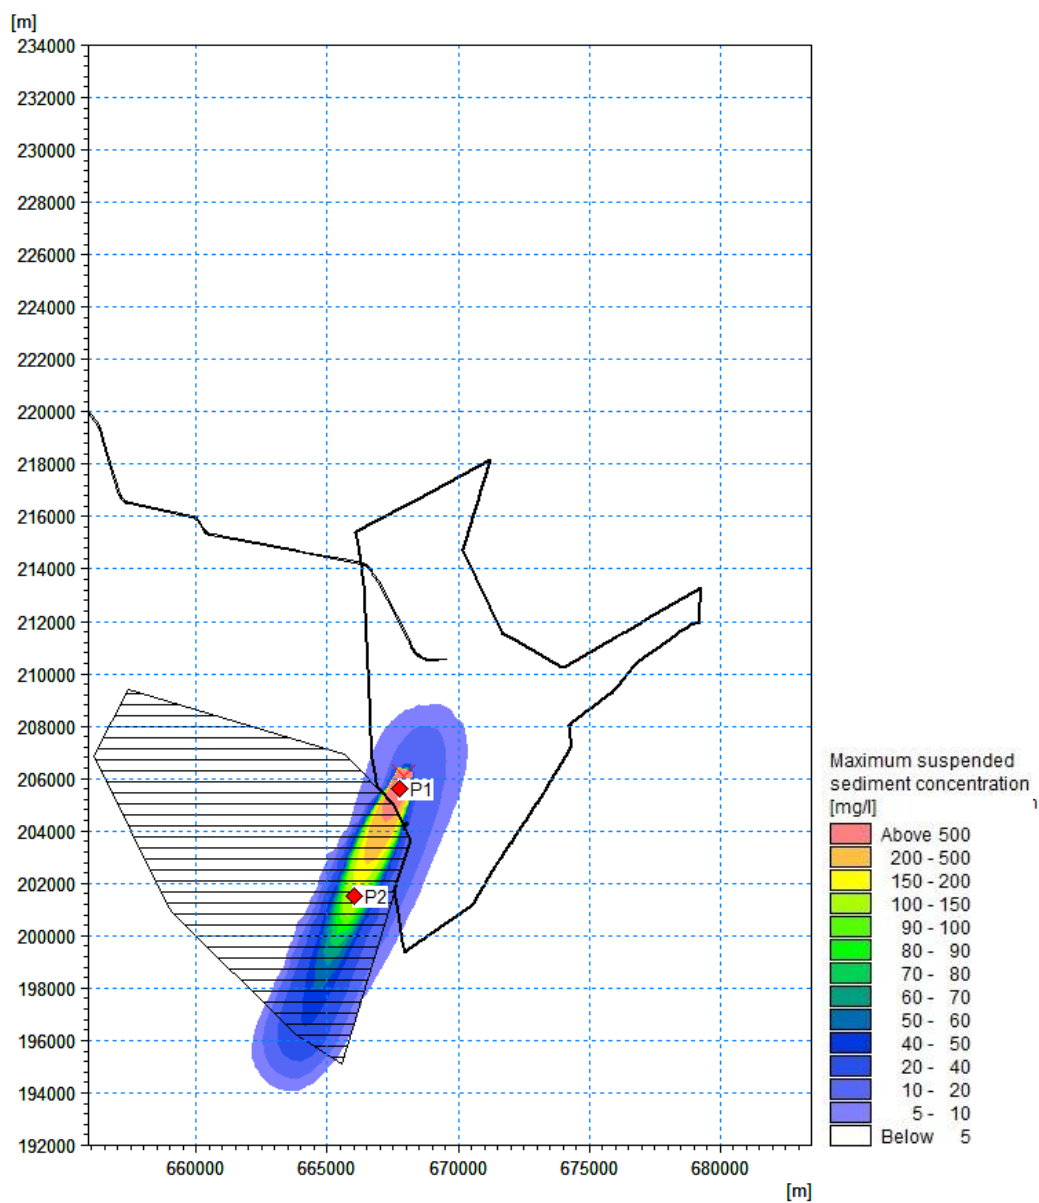 [m]
234000
232000
230000
228000
226000
224000
222000
220000
218000
216000
214000
212000
210000
208000
206000
204000
202000
200000
198000
196000
194000
192000
P1
P2
660000 665000 670000 675000 680000
[m]
Maximum suspended
sediment concentration
[mg/l]
Above 500
200 - 500
150 - 200
100 - 150
90 - 100
80 - 90
70 - 80
60 - 70
50 - 60
40 - 50
20 - 40
10 - 20
5 - 10
Below 5